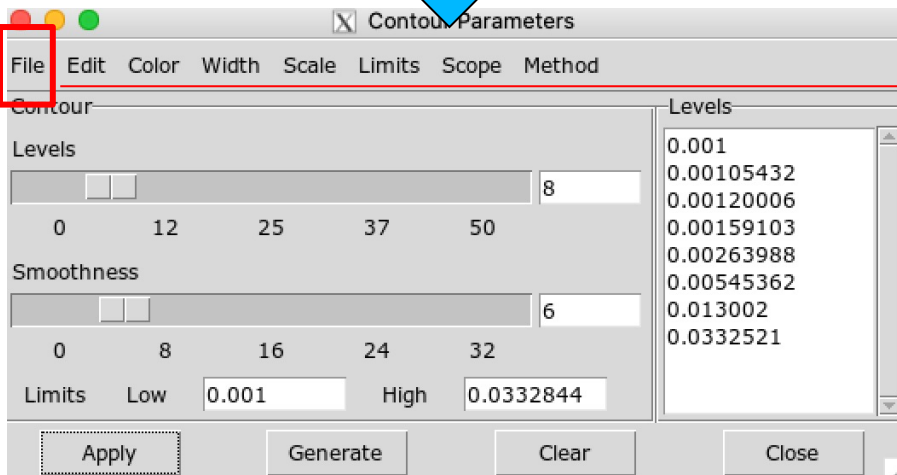 Contour Parameters
File Edit Color Width Scale Limits Scope Method
Contour
Levels
8
0 12 25 37 50
Smoothness
6
0 8 16 24 32
Limits Low 0.001 High 0.0332844
Levels
0.001
0.00105432
0.00120006
0.00159103
0.00263988
0.00545362
0.013002
0.0332521
Apply Generate Clear Close